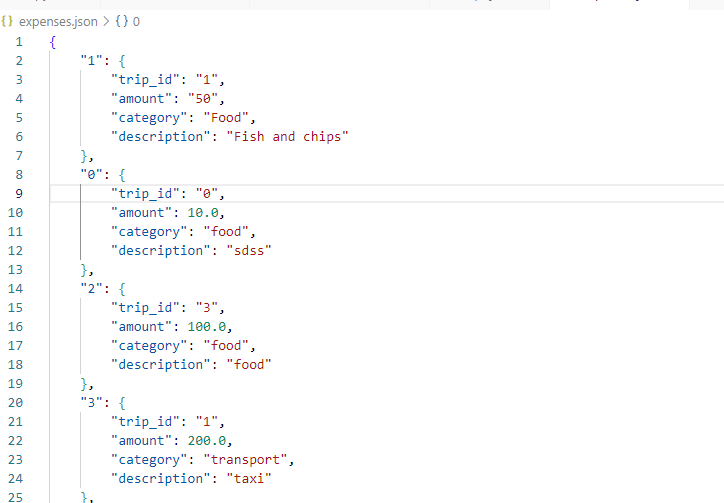 {} expenses.json > {} 0
1 {
2 "1": {
3 "trip_id": "1",
4 "amount": "50",
5 "category": "Food",
6 "description": "Fish and chips"
7 },
8 "0": {
9 "trip_id": "0",
10 "amount": 10.0,
11 "category": "food",
12 "description": "sdss"
13 },
14 "2": {
15 "trip_id": "3",
16 "amount": 100.0,
17 "category": "food",
18 "description": "food"
19 },
20 "3": {
21 "trip_id": "1",
22 "amount": 200.0,
23 "category": "transport",
24 "description": "taxi"
25 },